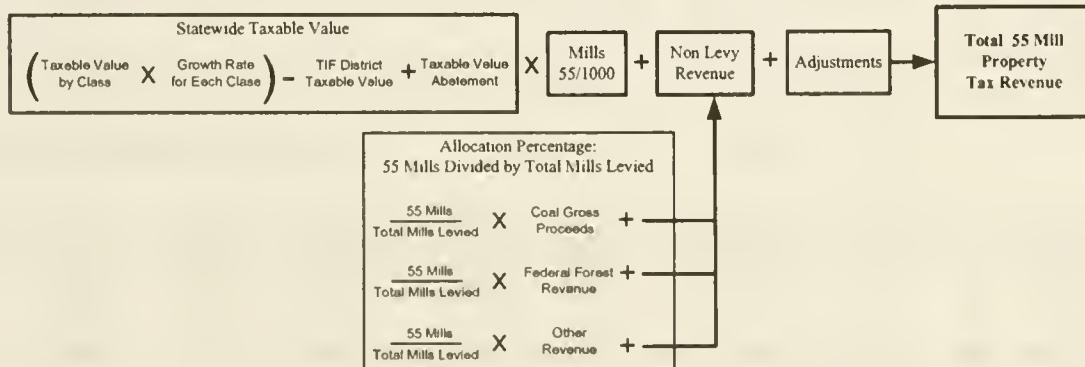 Statewide Taxable Value
( Taxable Value by Class X Growth Rate for Each Clase ) − TIF District Taxable Value + Taxable Value Abatement X Mills 55/1000 + Non Levy Revenue + Adjustments Total 55 Mill Property Tax Revenue
Allocation Percentage:
55 Mills Divided by Total Mills Levied
55 Mills
Total Mills Levied X Coal Gross Proceeds +
55 Mills
Total Mills Levied X Federal Forest Revenue +
55 Mills
Total Mills Levied X Other Revenue +